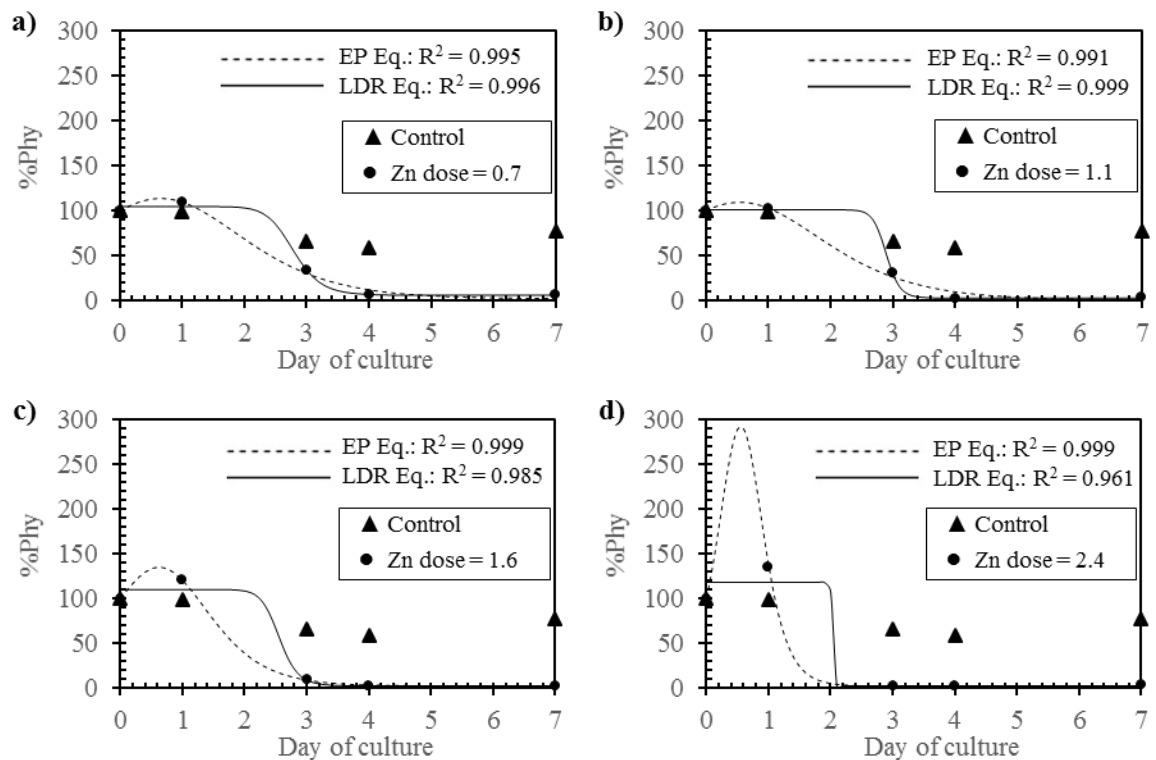 a)
300
250
200
150
100
50
0
%Phy
EP Eq.: R² = 0.995
LDR Eq.: R² = 0.996
Control
Zn dose = 0.7
0 1 2 3 4 5 6 7
Day of culture
b)
300
250
200
150
100
50
0
%Phy
EP Eq.: R² = 0.991
LDR Eq.: R² = 0.999
Control
Zn dose = 1.1
0 1 2 3 4 5 6 7
Day of culture
c)
300
250
200
150
100
50
0
%Phy
EP Eq.: R² = 0.999
LDR Eq.: R² = 0.985
Control
Zn dose = 1.6
0 1 2 3 4 5 6 7
Day of culture
d)
300
250
200
150
100
50
0
%Phy
EP Eq.: R² = 0.999
LDR Eq.: R² = 0.961
Control
Zn dose = 2.4
0 1 2 3 4 5 6 7
Day of culture